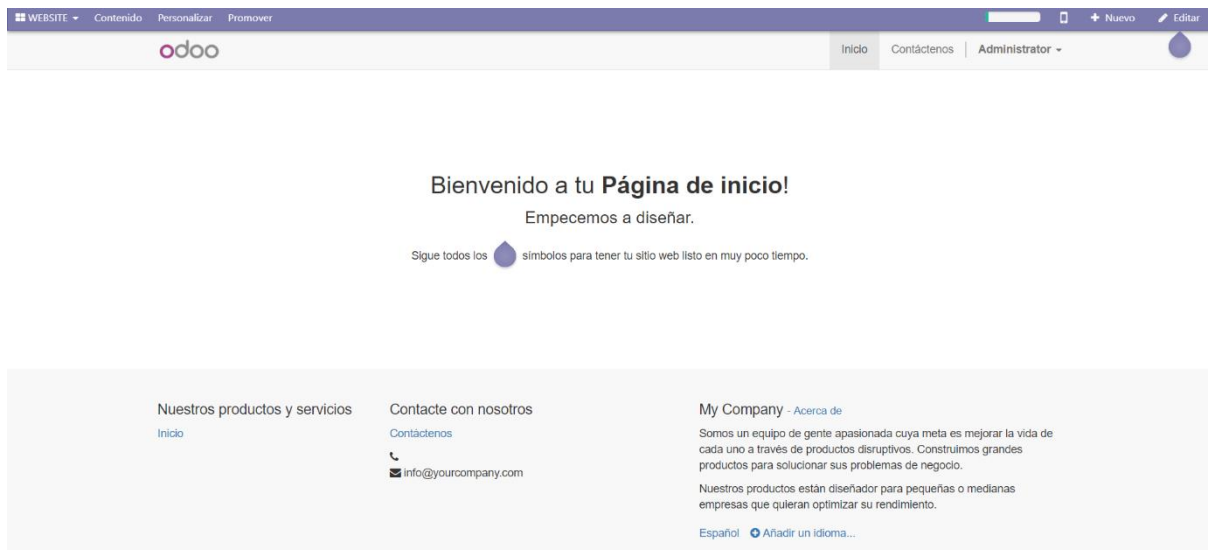 WEBSITE Contenido Personalizar Promover Nuevo Editar
odoo Inicio Contáctenos Administrator
Bienvenido a tu Página de inicio!
Empecemos a diseñar.
Sigue todos los símbolos para tener tu sitio web listo en muy poco tiempo.
Nuestros productos y servicios
Inicio
Contacte con nosotros
Contáctenos
info@yourcompany.com
My Company - Acerca de
Somos un equipo de gente apasionada cuya meta es mejorar la vida de
cada uno a través de productos disruptivos. Construimos grandes
productos para solucionar sus problemas de negocio.
Nuestros productos están diseñador para pequeñas o medianas
empresas que quieran optimizar su rendimiento.
Español Añadir un idioma...